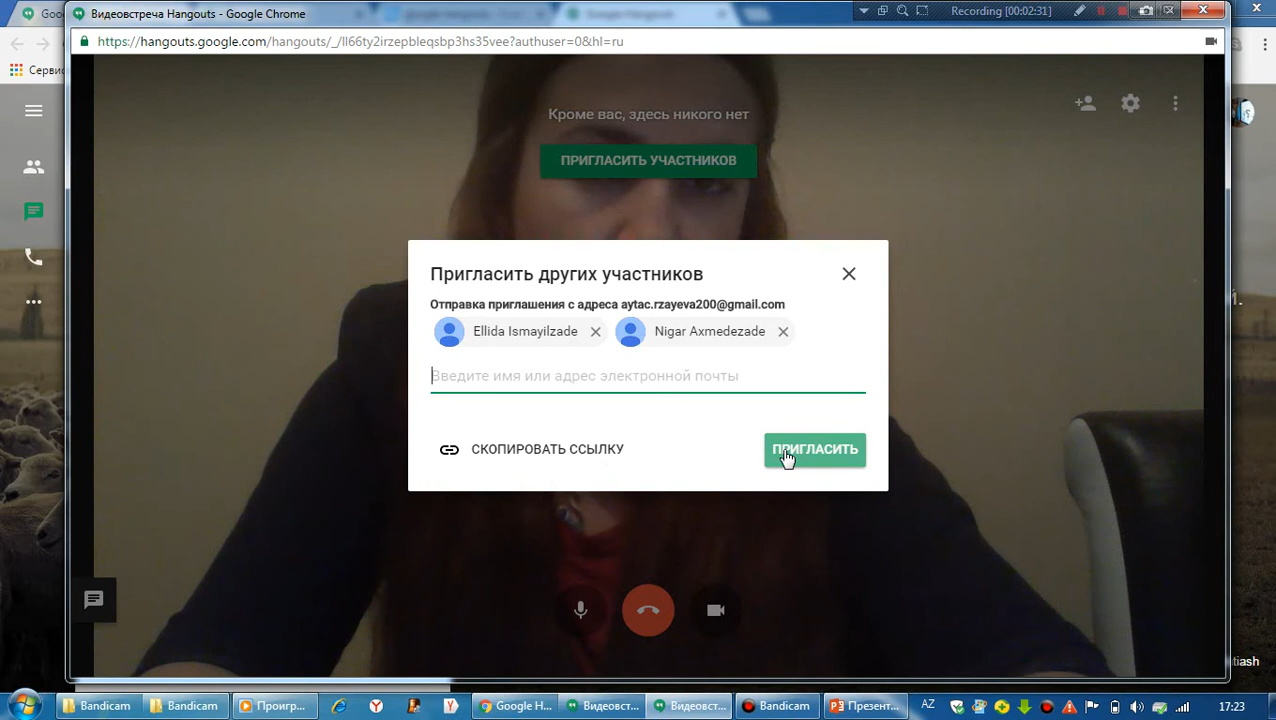 Видеовстреча Hangouts - Google Chrome
Recording [00:02:31]
https://hangouts.google.com/hangouts/_/ll66ty2irzepbleqsbp3hs35vee?authuser=0&hl=ru
Сервис
Кроме вас, здесь никого нет
ПРИГЛАСИТЬ УЧАСТНИКОВ
Пригласить других участников
Отправка приглашения с адреса aytac.rzayeva200@gmail.com
Ellida Ismayilzade
Nigar Axmedezade
Введите имя или адрес электронной почты
СКОПИРОВАТЬ ССЫЛКУ
ПРИГЛАСИТЬ
ntiash
Bandicam Bandicam Проигр... Google H... Видеовст... Видеовст... Bandicam Презент... AZ 17:23